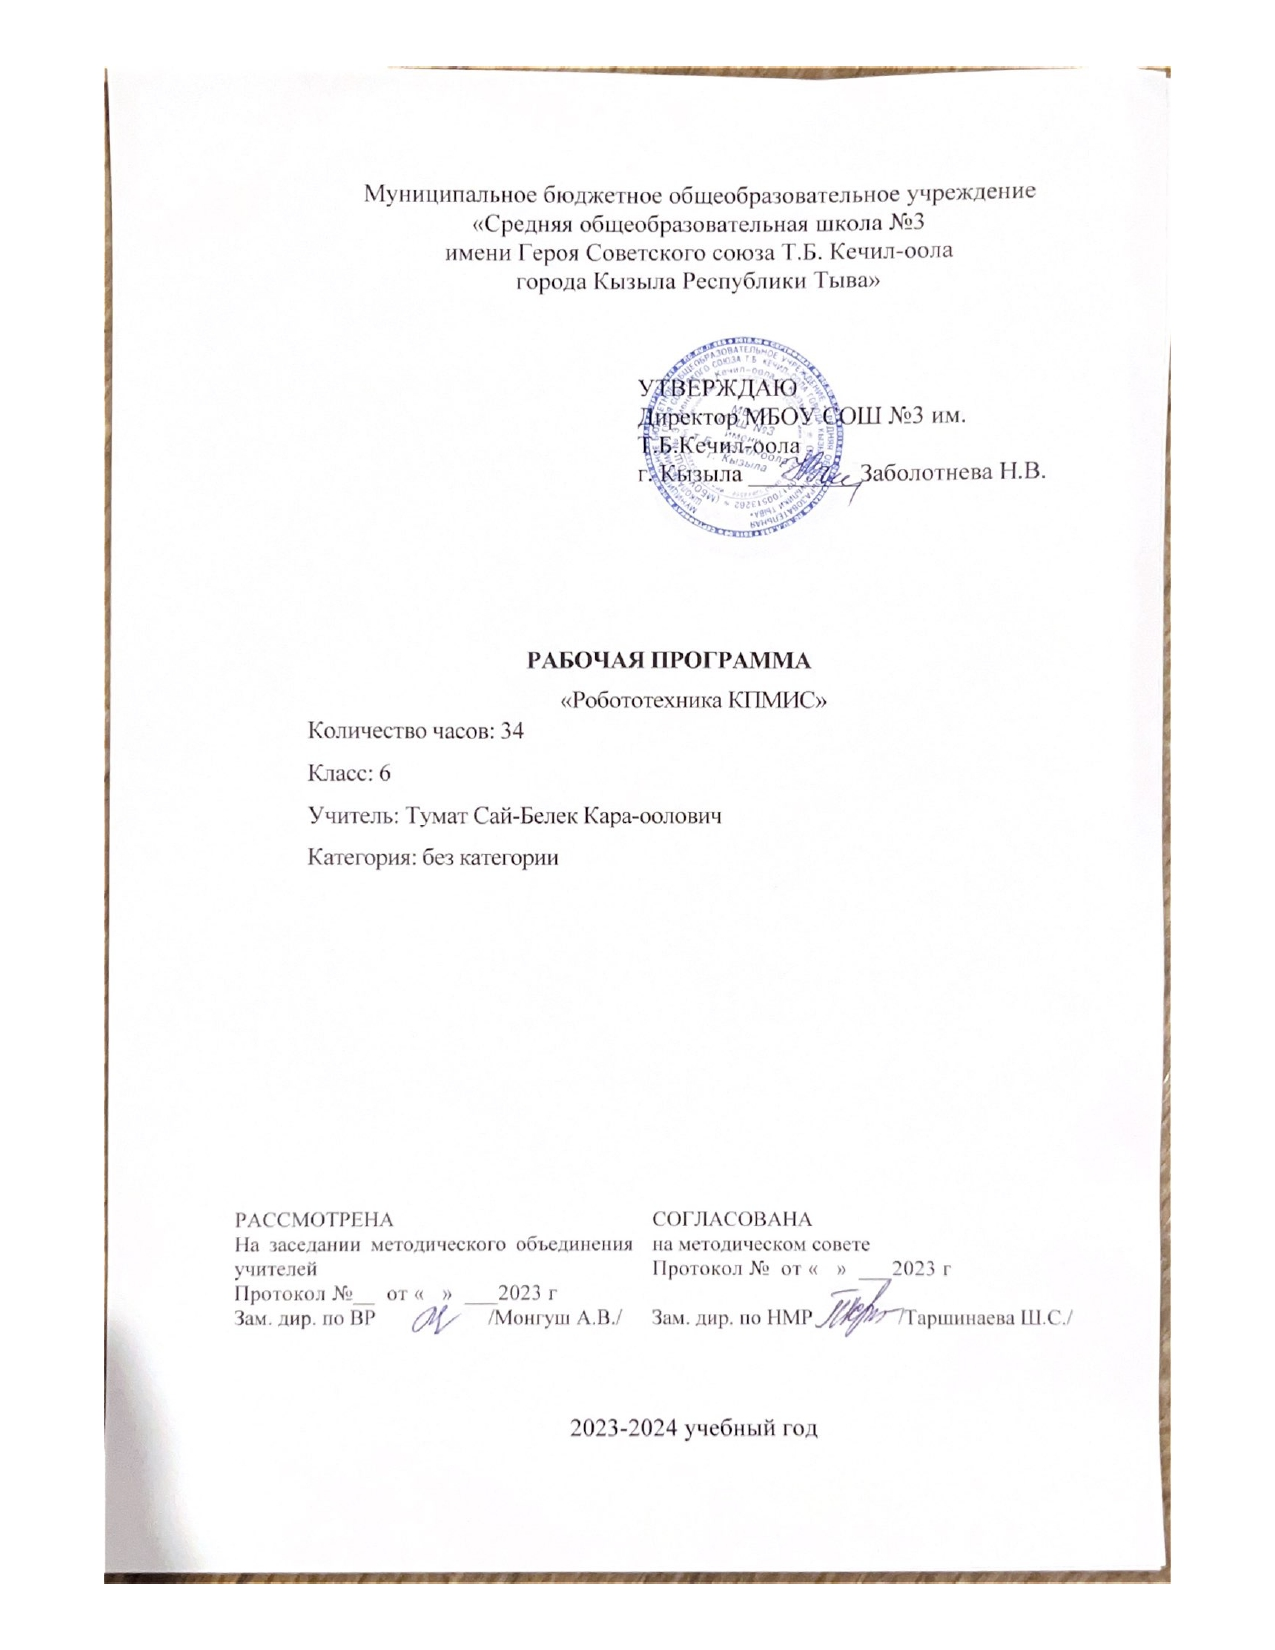 Муниципальное бюджетное общеобразовательное учреждение
«Средняя общеобразовательная школа №3
имени Героя Советского союза Т.Б. Кечил-оола
города Кызыла Республики Тыва»
УТВЕРЖДАЮ
Директор МБОУ СОШ №3 им.
Т.Б.Кечил-оола
г. Кызыла ________ Заболотнева Н.В.
РАБОЧАЯ ПРОГРАММА
«Робототехника КПМИС»
Количество часов: 34
Класс: 6
Учитель: Тумат Сай-Белек Кара-оолович
Категория: без категории
РАССМОТРЕНА
На заседании методического объединения
учителей
Протокол №__ от « » ___2023 г
Зам. дир. по ВР /Монгуш А.В./
СОГЛАСОВАНА
на методическом совете
Протокол № от « » ___2023 г
Зам. дир. по НМР /Таршинаева Ш.С./
2023-2024 учебный год